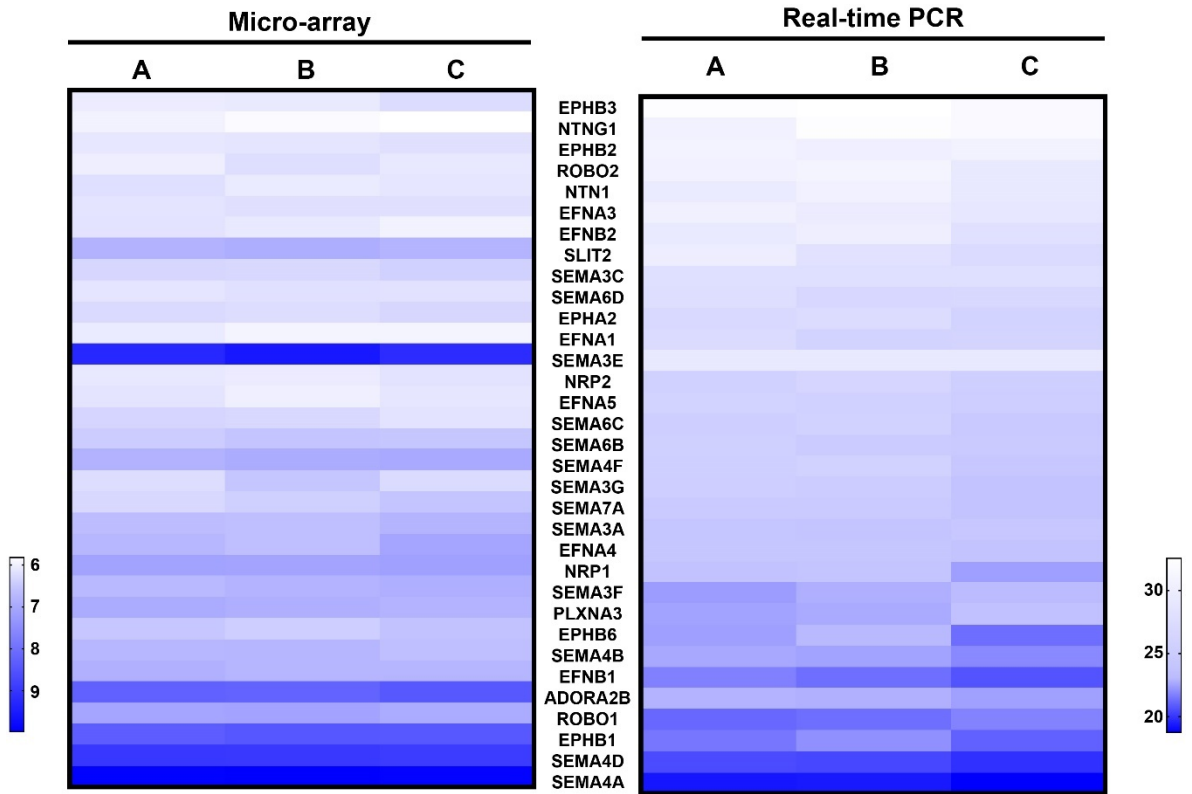 Micro-array
Real-time PCR
A B C
A B C
EPHB3
NTNG1
EPHB2
ROBO2
NTN1
EFNA3
EFNB2
SLIT2
SEMA3C
SEMA6D
EPHA2
EFNA1
SEMA3E
NRP2
EFNA5
SEMA6C
SEMA6B
SEMA4F
SEMA3G
SEMA7A
SEMA3A
EFNA4
NRP1
SEMA3F
PLXNA3
EPHB6
SEMA4B
EFNB1
ADORA2B
ROBO1
EPHB1
SEMA4D
SEMA4A
6
7
8
9
30
25
20